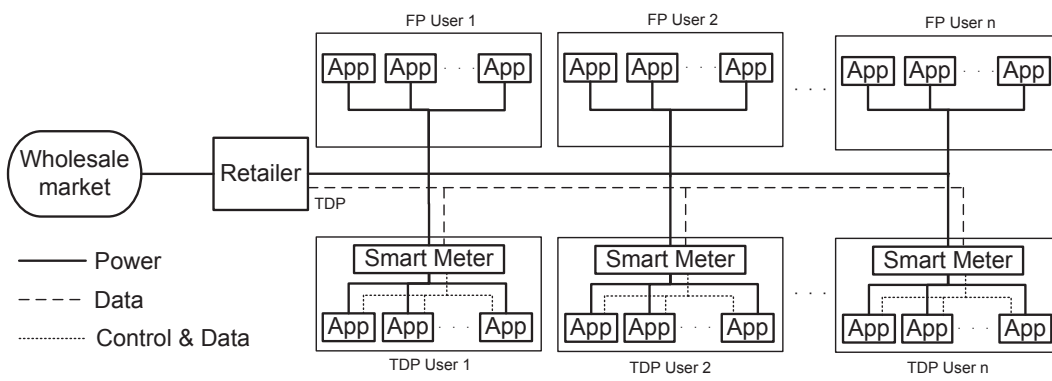 FP User 1
FP User 2
FP User n
App App · · · App
App App · · · App
App App · · · App
· · ·
Wholesale
market
Retailer
TDP
Smart Meter
Smart Meter
Smart Meter
Power
Data
Control & Data
App App · · · App
App App · · · App
App App · · · App
· · ·
TDP User 1
TDP User 2
TDP User n